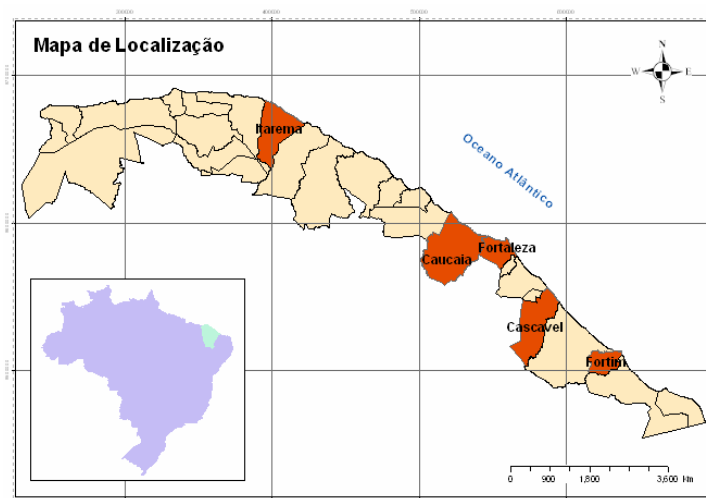 Mapa de Localização
N
W
E
S
Itarema
Oceano Atlântico
Fortaleza
Caucaia
Cascavel
Fortim
0 900 1,800 3,600 Km